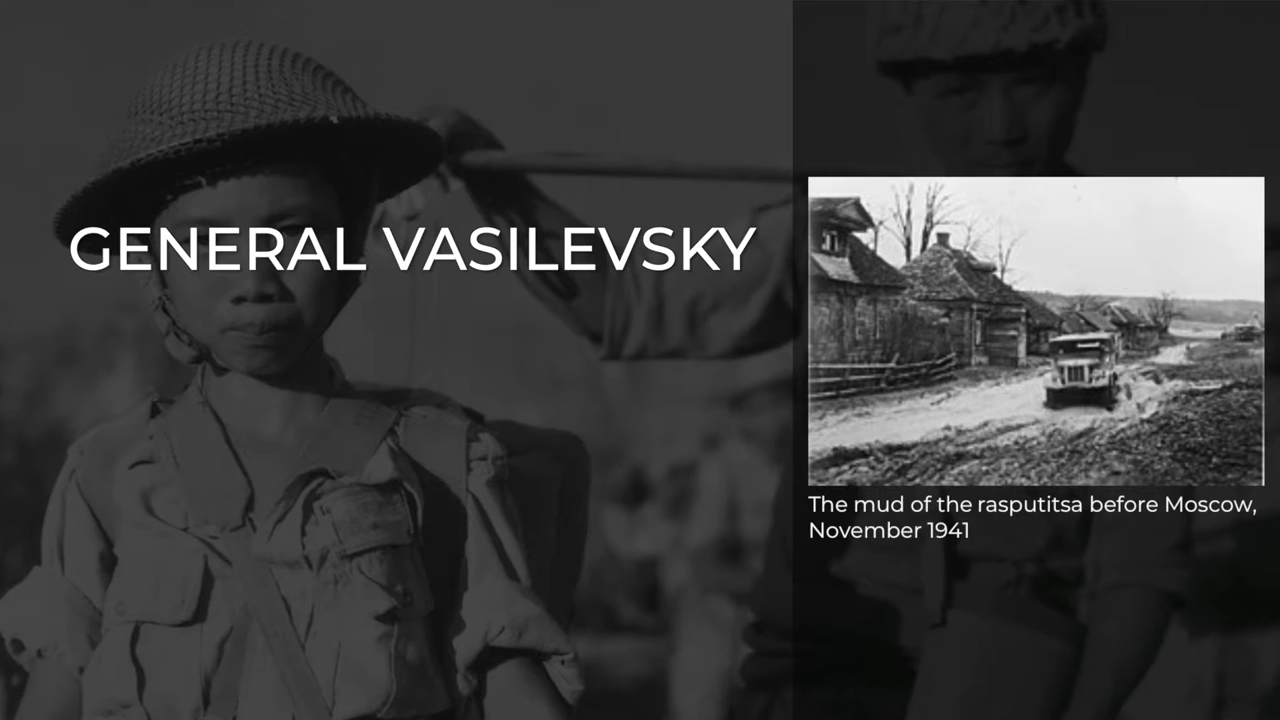 GENERAL VASILEVSKY
The mud of the rasputitsa before Moscow,
November 1941